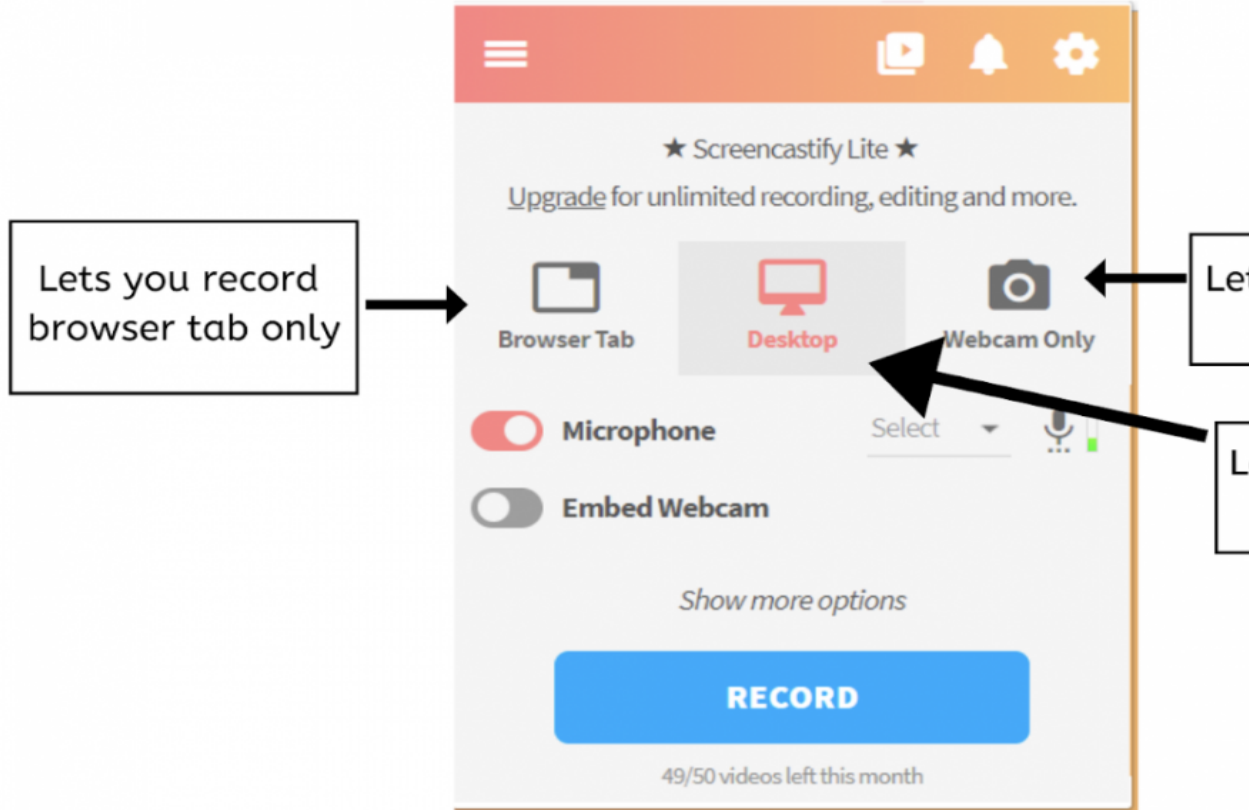 ★ Screencastify Lite ★
Upgrade for unlimited recording, editing and more.
Lets you record
browser tab only
Browser Tab
Desktop
Webcam Only
Microphone
Select
Embed Webcam
Show more options
RECORD
49/50 videos left this month